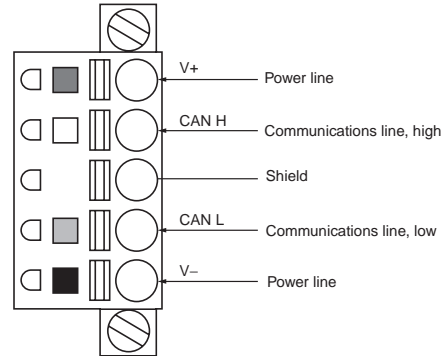 V+
Power line
CAN H
Communications line, high
Shield
CAN L
Communications line, low
V–
Power line